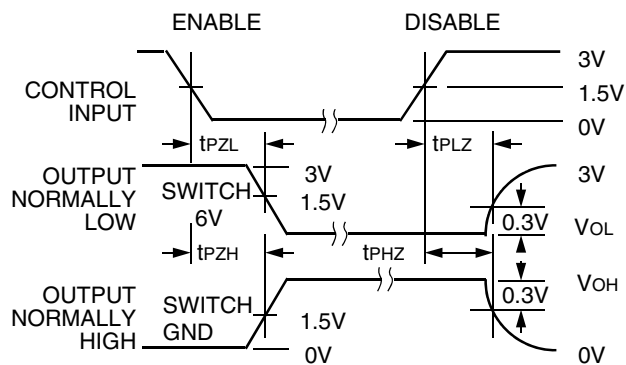 ENABLE
DISABLE
CONTROL
INPUT
3V
1.5V
0V
tPZL
tPLZ
OUTPUT
NORMALLY
LOW
SWITCH
6V
3V
1.5V
3V
0.3V
VOL
tPZH
tPHZ
OUTPUT
NORMALLY
HIGH
SWITCH
GND
1.5V
0V
VOH
0.3V
0V